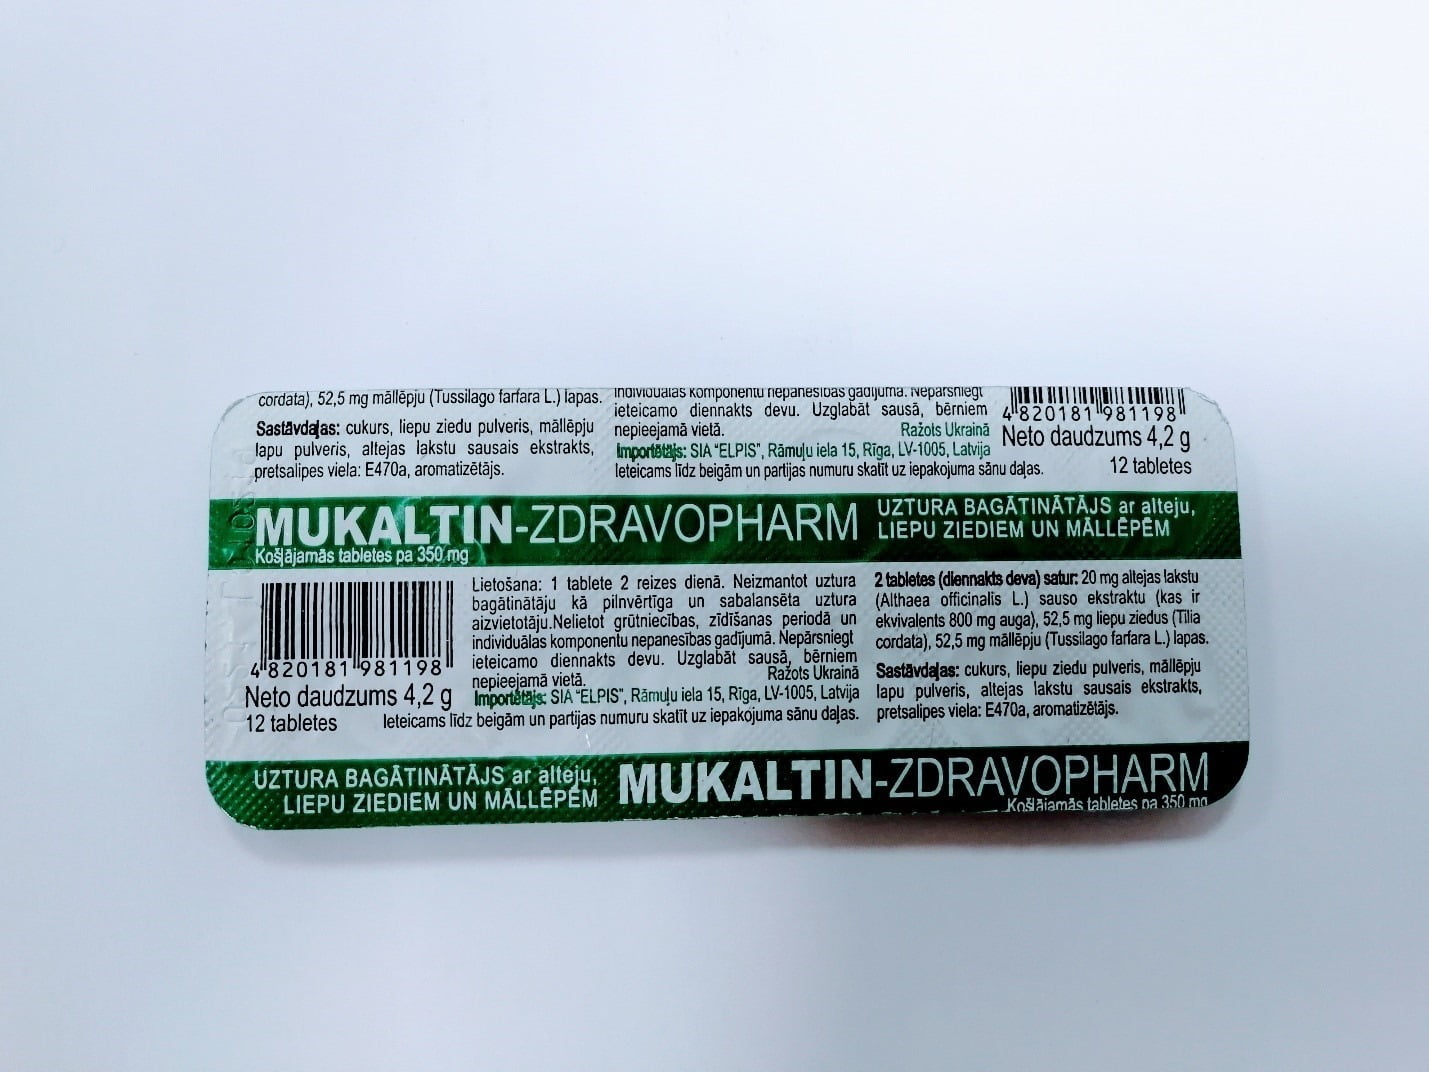 cordata), 52,5 mg māllēpju (Tussilago farfara L.) lapas.
Sastāvdaļas: cukurs, liepu ziedu pulveris, māllēpju
lapu pulveris, altejas lakstu sausais ekstrakts,
pretsalipes viela: E470a, aromatizētājs.
individuālas komponentu nepanesības gadījumā. Nepārsniegt
ieteicamo diennakts devu. Uzglabāt sausā, bērniem
nepieejamā vietā.
Ražots Ukrainā
Importētājs: SIA "ELPIS", Rāmuļu iela 15, Rīga, LV-1005, Latvija
Ieteicams līdz beigām un partijas numuru skatīt uz iepakojuma sānu daļas.
4 820181 981198
Neto daudzums 4,2 g
12 tabletes
MUKALTIN-ZDRAVOPHARM
Košļājamās tabletes pa 350 mg
UZTURA BAGĀTINĀTĀJS ar alteju,
LIEPU ZIEDIEM UN MĀLLĒPĒM
4 820181 981198
Neto daudzums 4,2 g
12 tabletes
Lietošana: 1 tablete 2 reizes dienā. Neizmantot uztura
bagātinātāju kā pilnvērtīga un sabalansēta uztura
aizvietotāju.Nelietot grūtniecības, zīdīšanas periodā un
individuālas komponentu nepanesības gadījumā. Nepārsniegt
ieteicamo diennakts devu. Uzglabāt sausā, bērniem
nepieejamā vietā.
Ražots Ukrainā
Importētājs: SIA "ELPIS", Rāmuļu iela 15, Rīga, LV-1005, Latvija
Ieteicams līdz beigām un partijas numuru skatīt uz iepakojuma sānu daļas.
2 tabletes (diennakts deva) satur: 20 mg altejas lakstu
(Althaea officinalis L.) sauso ekstraktu (kas ir
ekvivalents 800 mg auga), 52,5 mg liepu ziedus (Tilia
cordata), 52,5 mg māllēpju (Tussilago farfara L.) lapas.
Sastāvdaļas: cukurs, liepu ziedu pulveris, māllēpju
lapu pulveris, altejas lakstu sausais ekstrakts,
pretsalipes viela: E470a, aromatizētājs.
UZTURA BAGĀTINĀTĀJS ar alteju,
LIEPU ZIEDIEM UN MĀLLĒPĒM
MUKALTIN-ZDRAVOPHARM
Košļājamās tabletes pa 350 mg